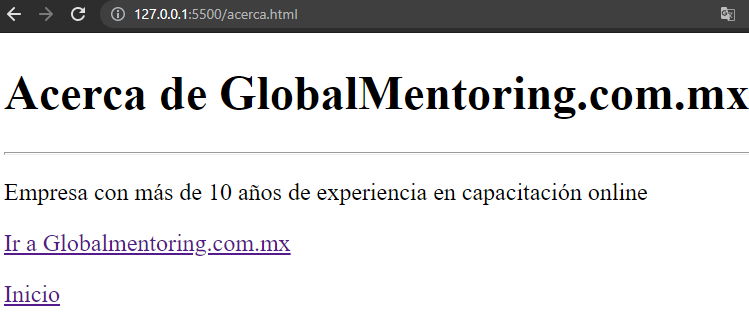 127.0.0.1:5500/acerca.html
Acerca de GlobalMentoring.com.mx
Empresa con más de 10 años de experiencia en capacitación online
Ir a Globalmentoring.com.mx
Inicio